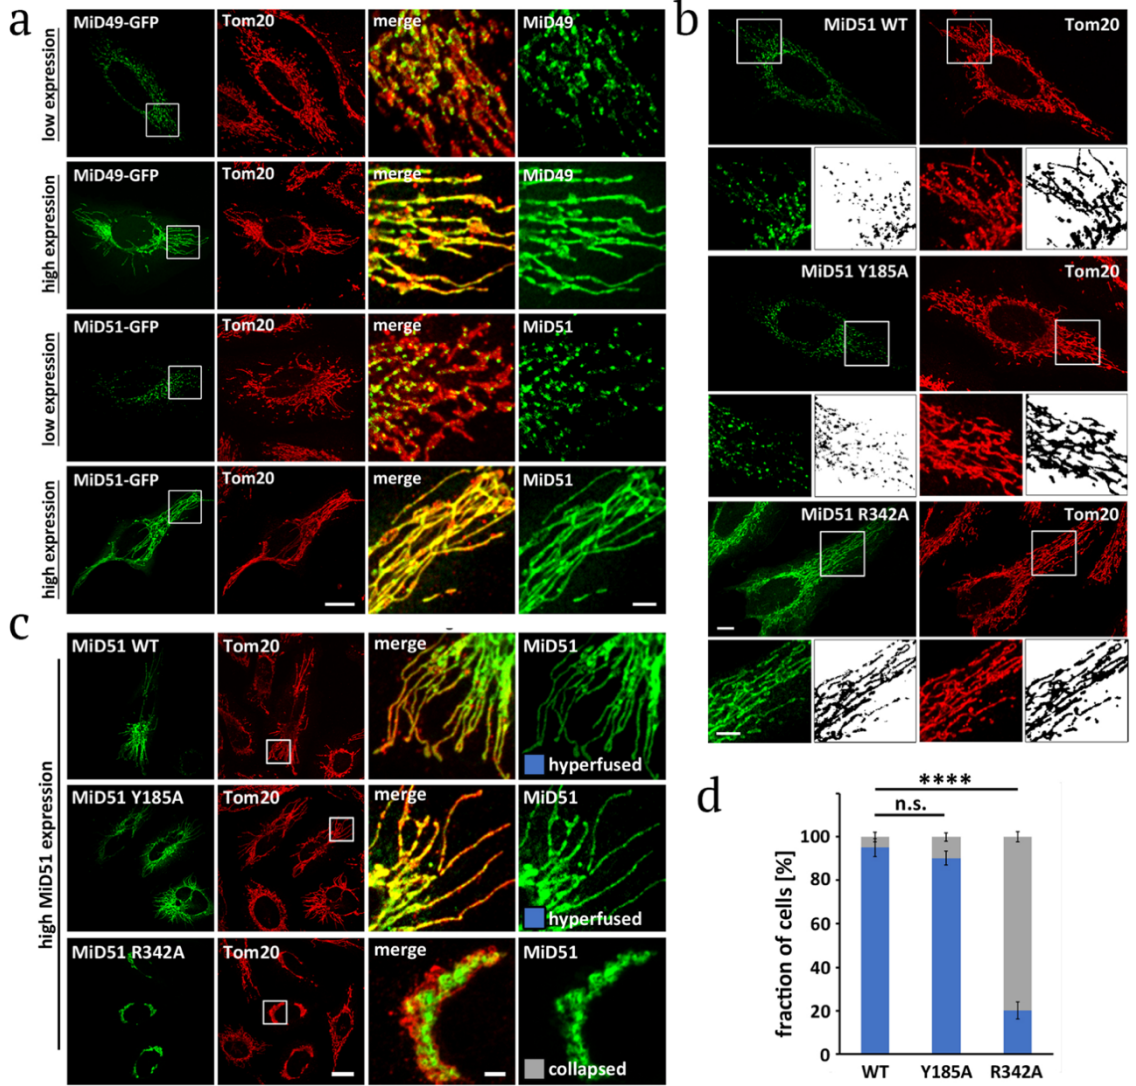 a
low expression
MiD49-GFP
Tom20
merge
MiD49
high expression
MiD49-GFP
Tom20
merge
MiD49
low expression
MiD51-GFP
Tom20
merge
MiD51
high expression
MiD51-GFP
Tom20
merge
MiD51
b
MiD51 WT
Tom20
MiD51 Y185A
Tom20
MiD51 R342A
Tom20
c
high MiD51 expression
MiD51 WT
Tom20
merge
MiD51
hyperfused
MiD51 Y185A
Tom20
merge
MiD51
hyperfused
MiD51 R342A
Tom20
merge
MiD51
collapsed
d
****
n.s.
fraction of cells [%]
100
80
60
40
20
0
WT Y185A R342A